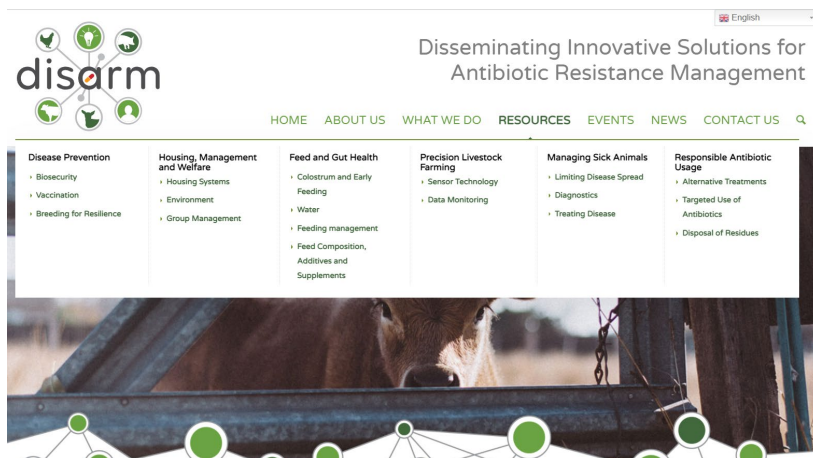 English
disarm
Disseminating Innovative Solutions for
Antibiotic Resistance Management
HOME ABOUT US WHAT WE DO RESOURCES EVENTS NEWS CONTACT US
Disease Prevention
Biosecurity
Vaccination
Breeding for Resilience
Housing, Management
and Welfare
Housing Systems
Environment
Group Management
Feed and Gut Health
Colostrum and Early
Feeding
Water
Feeding management
Feed Composition,
Additives and
Supplements
Precision Livestock
Farming
Sensor Technology
Data Monitoring
Managing Sick Animals
Limiting Disease Spread
Diagnostics
Treating Disease
Responsible Antibiotic
Usage
Alternative Treatments
Targeted Use of
Antibiotics
Disposal of Residues